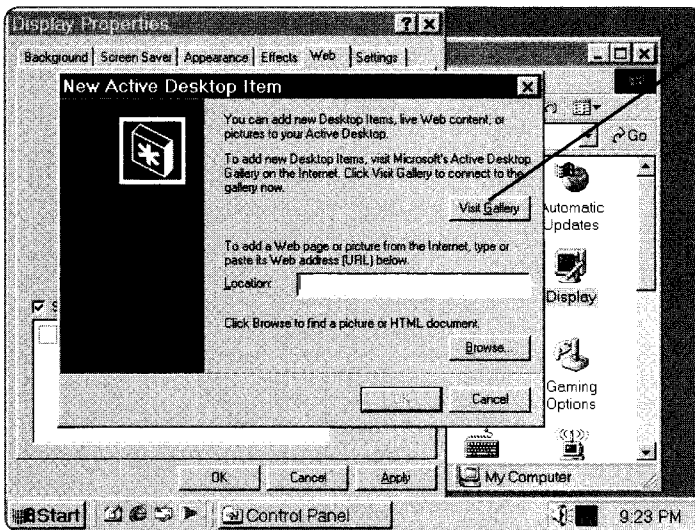 Display Properties
Background Screen Saver Appearance Effects Web Settings
New Active Desktop Item
You can add new Desktop Items, live Web content, or
pictures to your Active Desktop.
To add new Desktop Items, visit Microsoft's Active Desktop
Gallery on the Internet. Click Visit Gallery to connect to the
gallery now.
Visit Gallery
To add a Web page or picture from the Internet, type or
paste its Web address (URL) below.
Location:
Click Browse to find a picture or HTML document.
Browse...
Cancel
OK Cancel Apply
Go
Automatic
Updates
Display
Gaming
Options
My Computer
Start Control Panel 9:23 PM